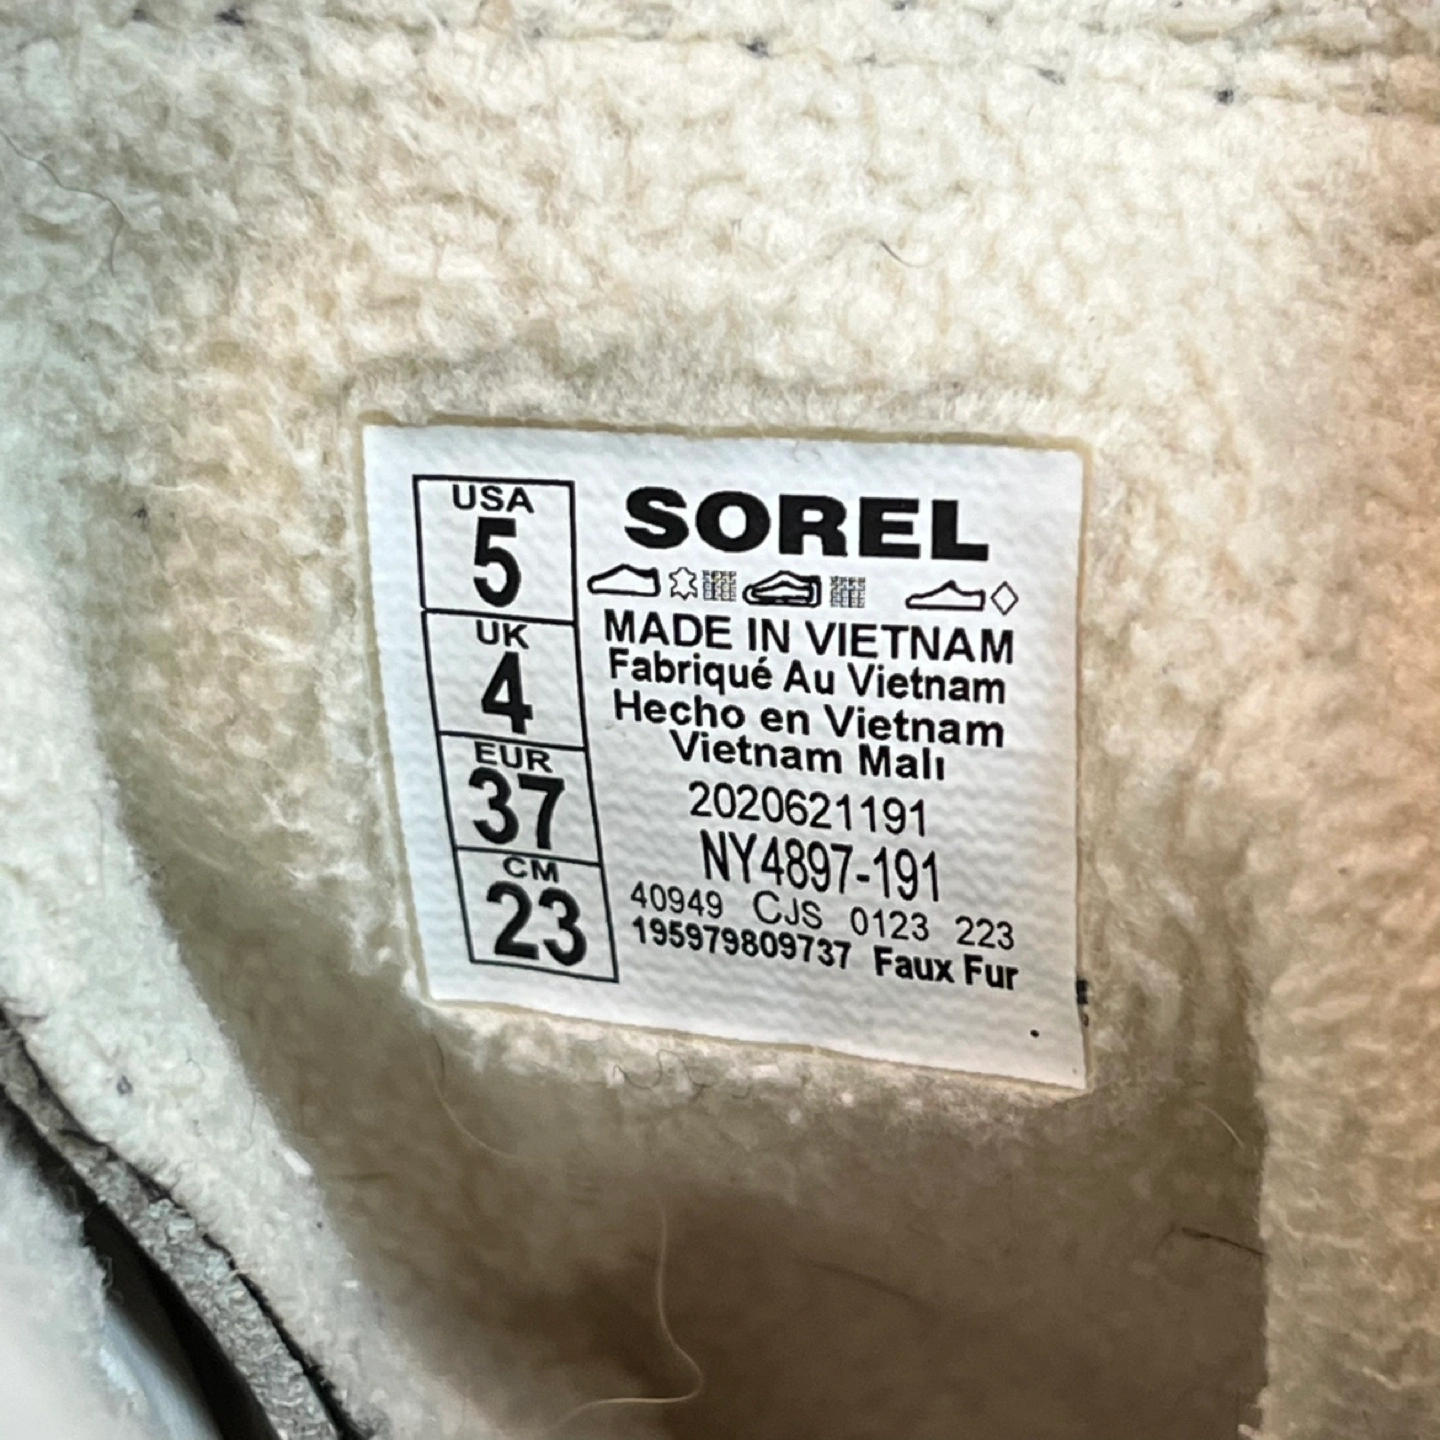 USA
5
UK
4
EUR
37
CM
23
SOREL
MADE IN VIETNAM
Fabriqué Au Vietnam
Hecho en Vietnam
Vietnam Malı
2020621191
NY4897-191
40949 CJS 0123 223
195979809737 Faux Fur